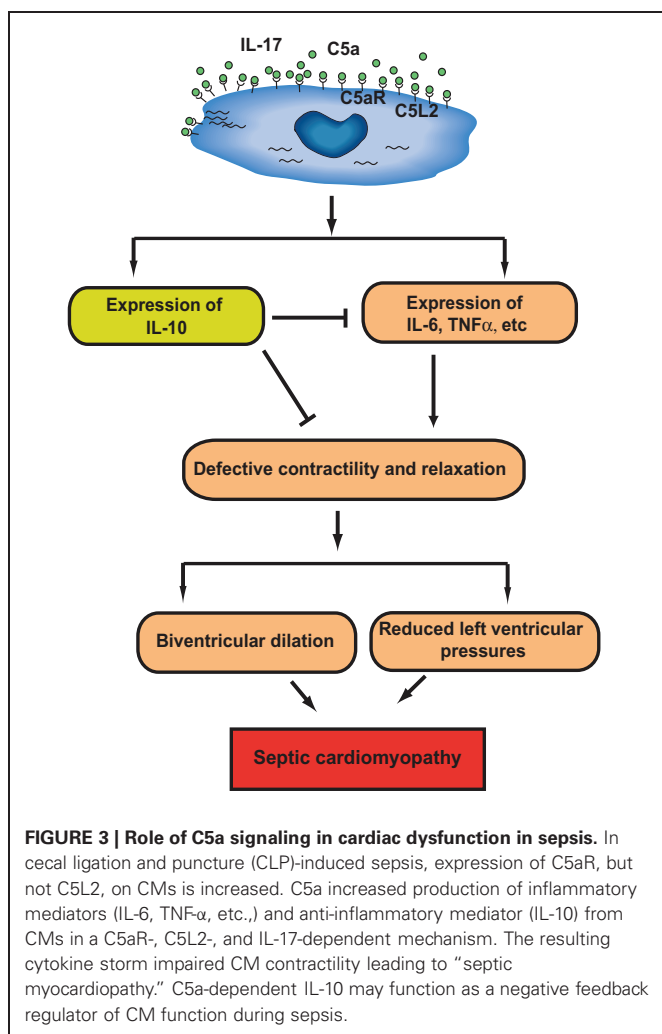 IL-17
C5a
C5aR
C5L2
Expression of
IL-10
Expression of
IL-6, TNFα, etc
Defective contractility and relaxation
Biventricular dilation
Reduced left ventricular
pressures
Septic cardiomyopathy
FIGURE 3 | Role of C5a signaling in cardiac dysfunction in sepsis. In
cecal ligation and puncture (CLP)-induced sepsis, expression of C5aR, but
not C5L2, on CMs is increased. C5a increased production of inflammatory
mediators (IL-6, TNF-α, etc.,) and anti-inflammatory mediator (IL-10) from
CMs in a C5aR-, C5L2-, and IL-17-dependent mechanism. The resulting
cytokine storm impaired CM contractility leading to “septic
myocardiopathy.” C5a-dependent IL-10 may function as a negative feedback
regulator of CM function during sepsis.